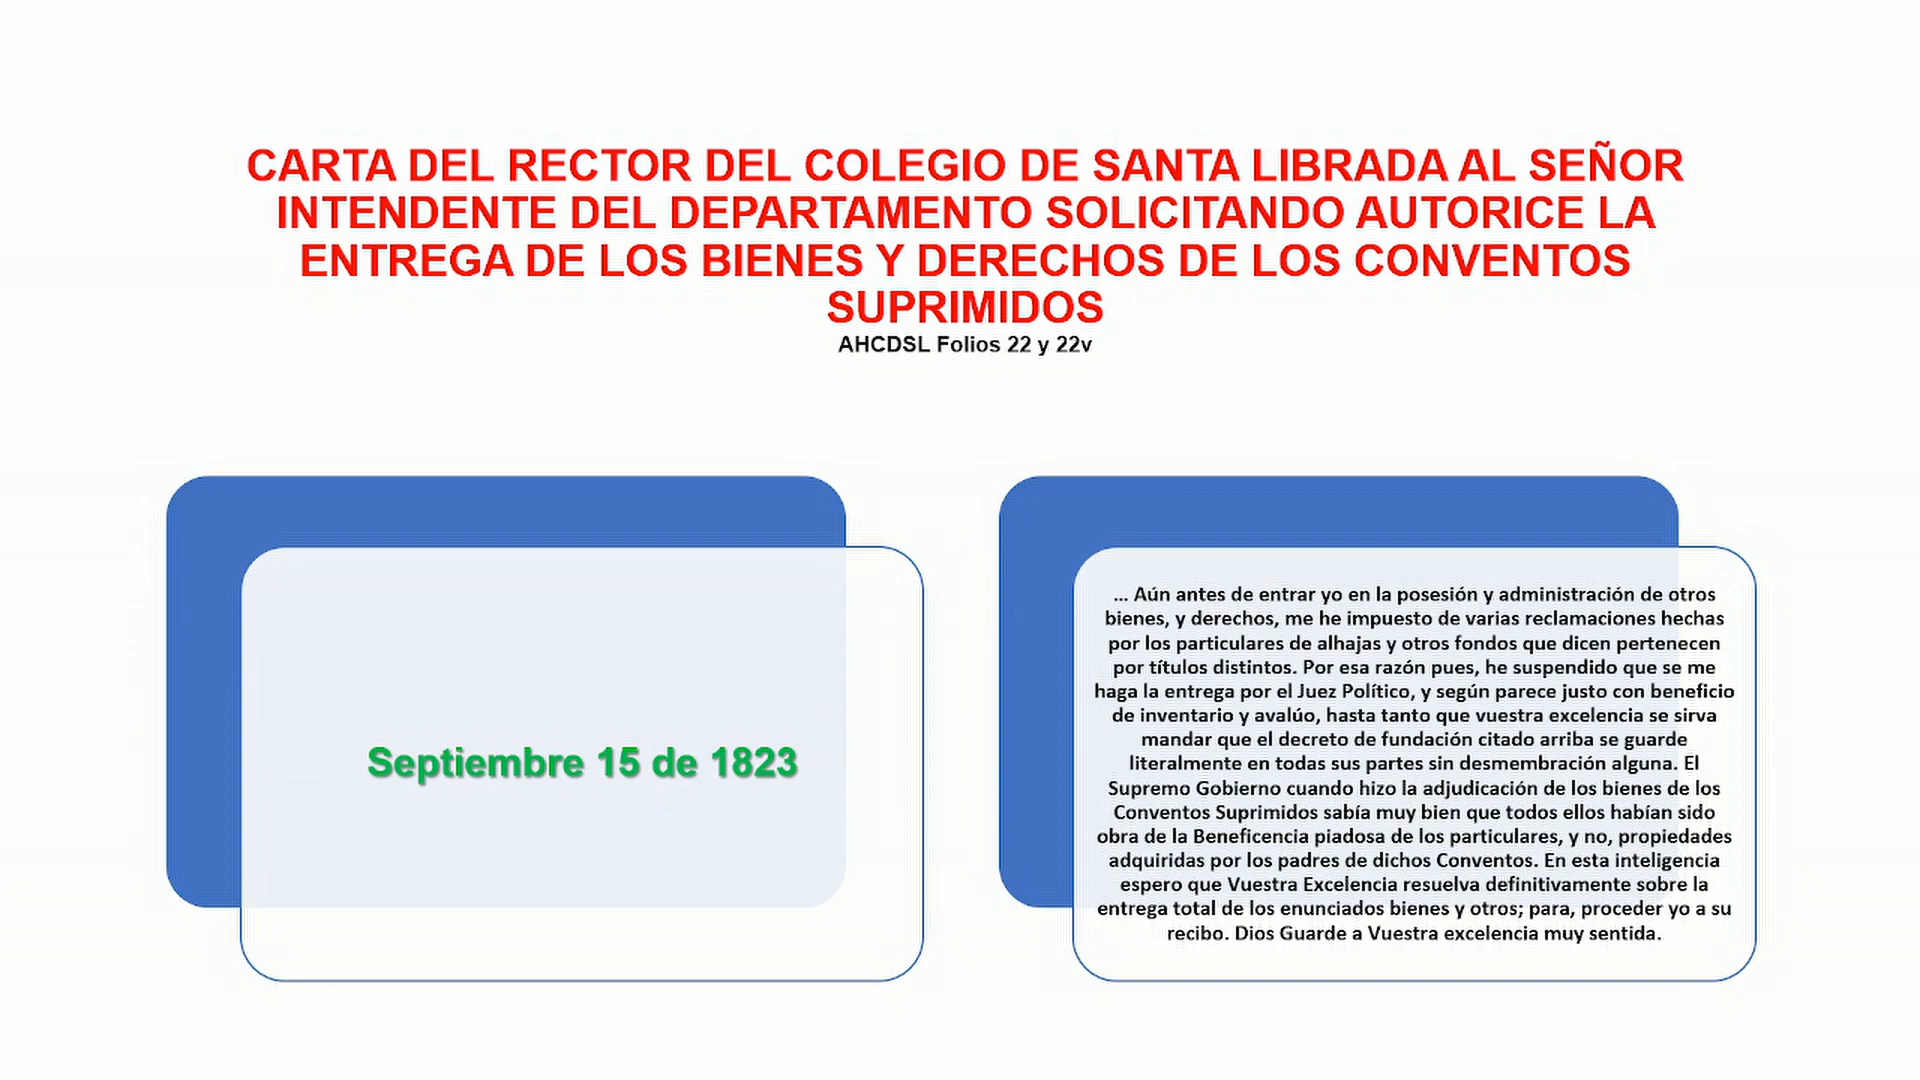 CARTA DEL RECTOR DEL COLEGIO DE SANTA LIBRADA AL SEÑOR
INTENDENTE DEL DEPARTAMENTO SOLICITANDO AUTORICE LA
ENTREGA DE LOS BIENES Y DERECHOS DE LOS CONVENTOS
SUPRIMIDOS
AHCDSL Folios 22 y 22v
Septiembre 15 de 1823
... Aún antes de entrar yo en la posesión y administración de otros
bienes, y derechos, me he impuesto de varias reclamaciones hechas
por los particulares de alhajas y otros fondos que dicen pertenecen
por títulos distintos. Por esa razón pues, he suspendido que se me
haga la entrega por el Juez Político, y según parece justo con beneficio
de inventario y avalúo, hasta tanto que vuestra excelencia se sirva
mandar que el decreto de fundación citado arriba se guarde
literalmente en todas sus partes sin desmembración alguna. El
Supremo Gobierno cuando hizo la adjudicación de los bienes de los
Conventos Suprimidos sabía muy bien que todos ellos habían sido
obra de la Beneficencia piadosa de los particulares, y no, propiedades
adquiridas por los padres de dichos Conventos. En esta inteligencia
espero que Vuestra Excelencia resuelva definitivamente sobre la
entrega total de los enunciados bienes y otros; para, proceder yo a su
recibo. Dios Guarde a Vuestra excelencia muy sentida.